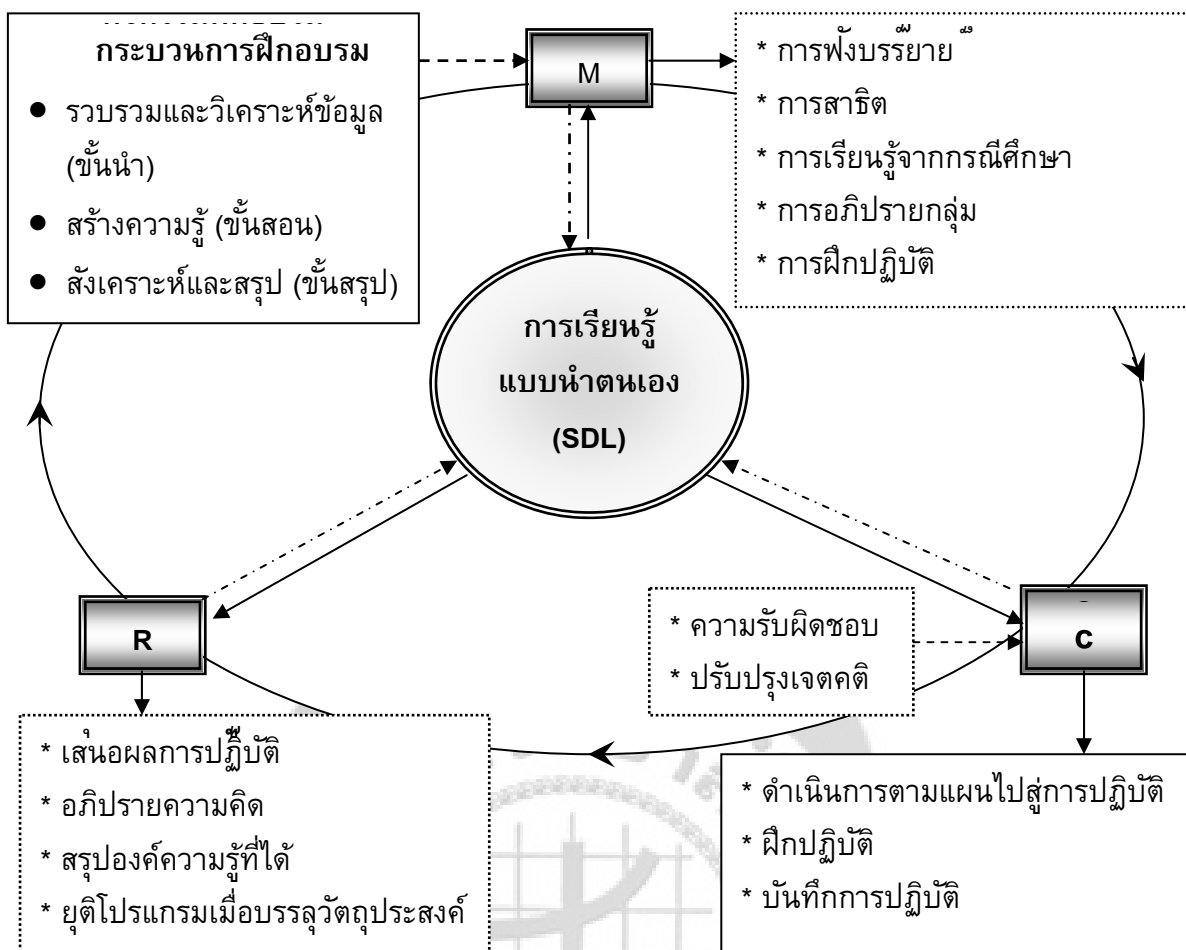 กระบวนการฝึกอบรม
● รวบรวมและวิเคราะห์ข้อมูล
(ขั้นนำ)
● สร้างความรู้ (ขั้นสอน)
● สังเคราะห์และสรุป (ขั้นสรุป)
M
* การฟังบรรยาย
* การสาธิต
* การเรียนรู้จากกรณีศึกษา
* การอภิปรายกลุ่ม
* การฝึกปฏิบัติ
การเรียนรู้
แบบนำตนเอง
(SDL)
R
* ความรับผิดชอบ
* ปรับปรุงเจตคติ
C
* เสนอผลการปฏิบัติ
* อภิปรายความคิด
* สรุปองค์ความรู้ที่ได้
* ยุติโปรแกรมเมื่อบรรลุวัตถุประสงค์
* ดำเนินการตามแผนไปสู่การปฏิบัติ
* ฝึกปฏิบัติ
* บันทึกการปฏิบัติ